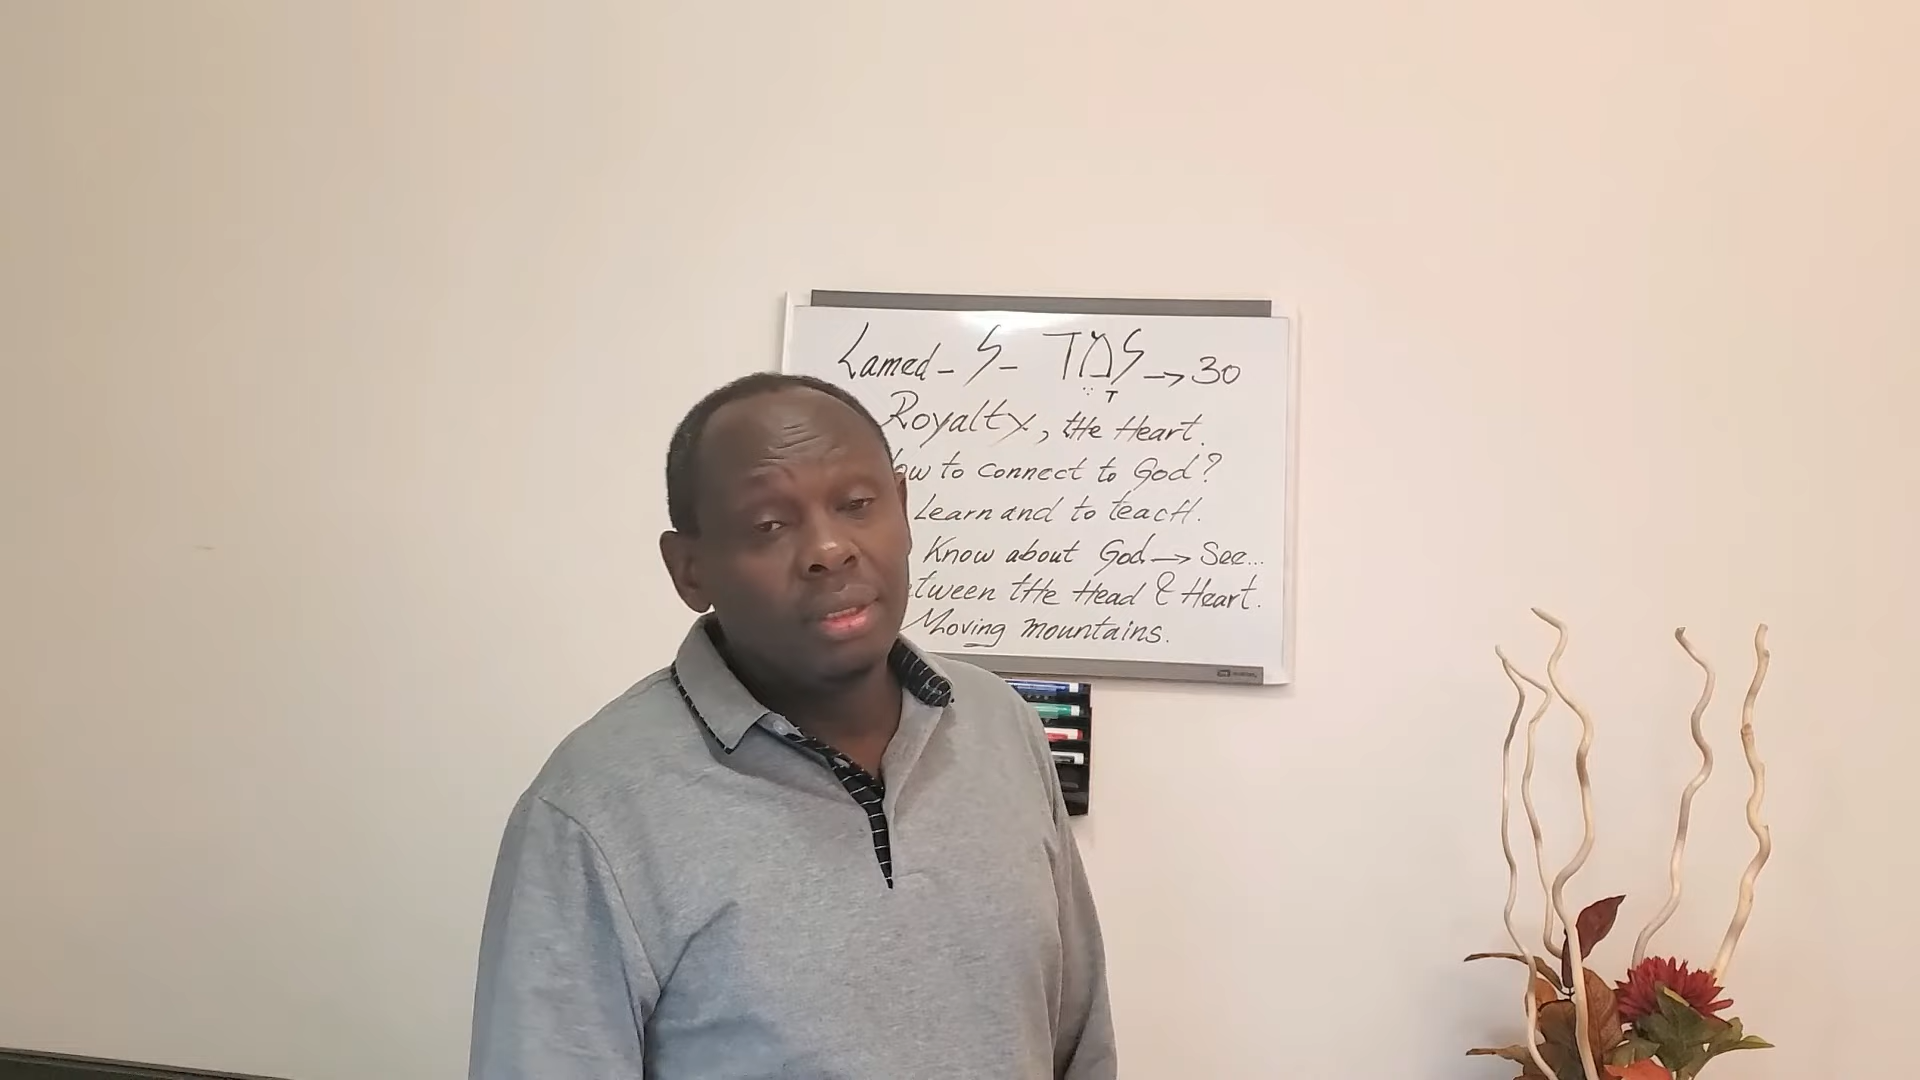 Lamed - ל - למד → 30
Royalty, the Heart.
to connect to God?
Learn and to teach.
Know about God → See...
the Head & Heart.
Moving mountains.